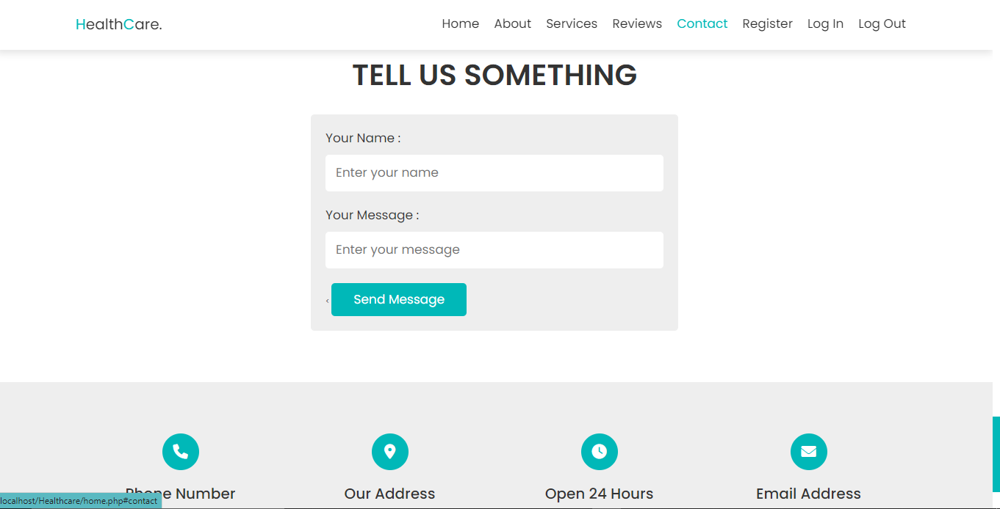 HealthCare.
Home About Services Reviews Contact Register Log In Log Out
TELL US SOMETHING
Your Name :
Enter your name
Your Message :
Enter your message
< Send Message
Phone Number Our Address Open 24 Hours Email Address
localhost/Healthcare/home.php#contact